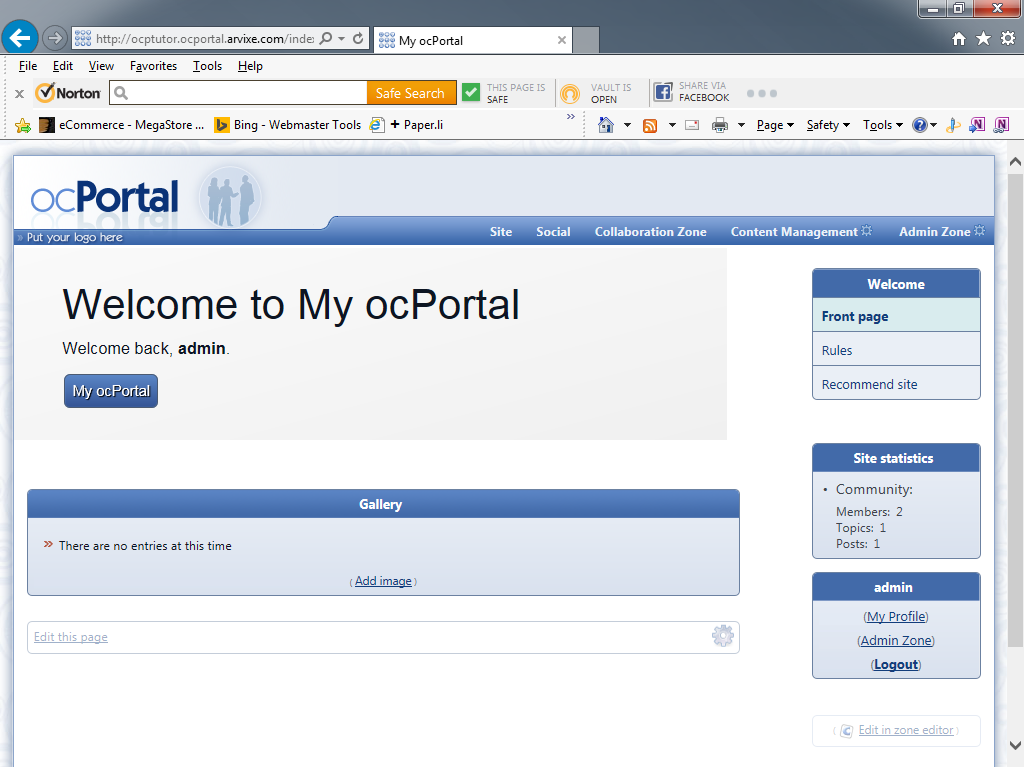 http://ocptutor.ocportal.arvixe.com/inde
My ocPortal
File Edit View Favorites Tools Help
Norton
Safe Search
THIS PAGE IS
SAFE
VAULT IS
OPEN
SHARE VIA
FACEBOOK
eCommerce - MegaStore ...
Bing - Webmaster Tools
+ Paper.li
»
Page
Safety
Tools
ocPortal
» Put your logo here
Site Social Collaboration Zone Content Management Admin Zone
Welcome to My ocPortal
Welcome back, admin.
My ocPortal
Gallery
» There are no entries at this time
( Add image )
Edit this page
Welcome
Front page
Rules
Recommend site
Site statistics
• Community:
Members: 2
Topics: 1
Posts: 1
admin
(My Profile)
(Admin Zone)
(Logout)
( Edit in zone editor )